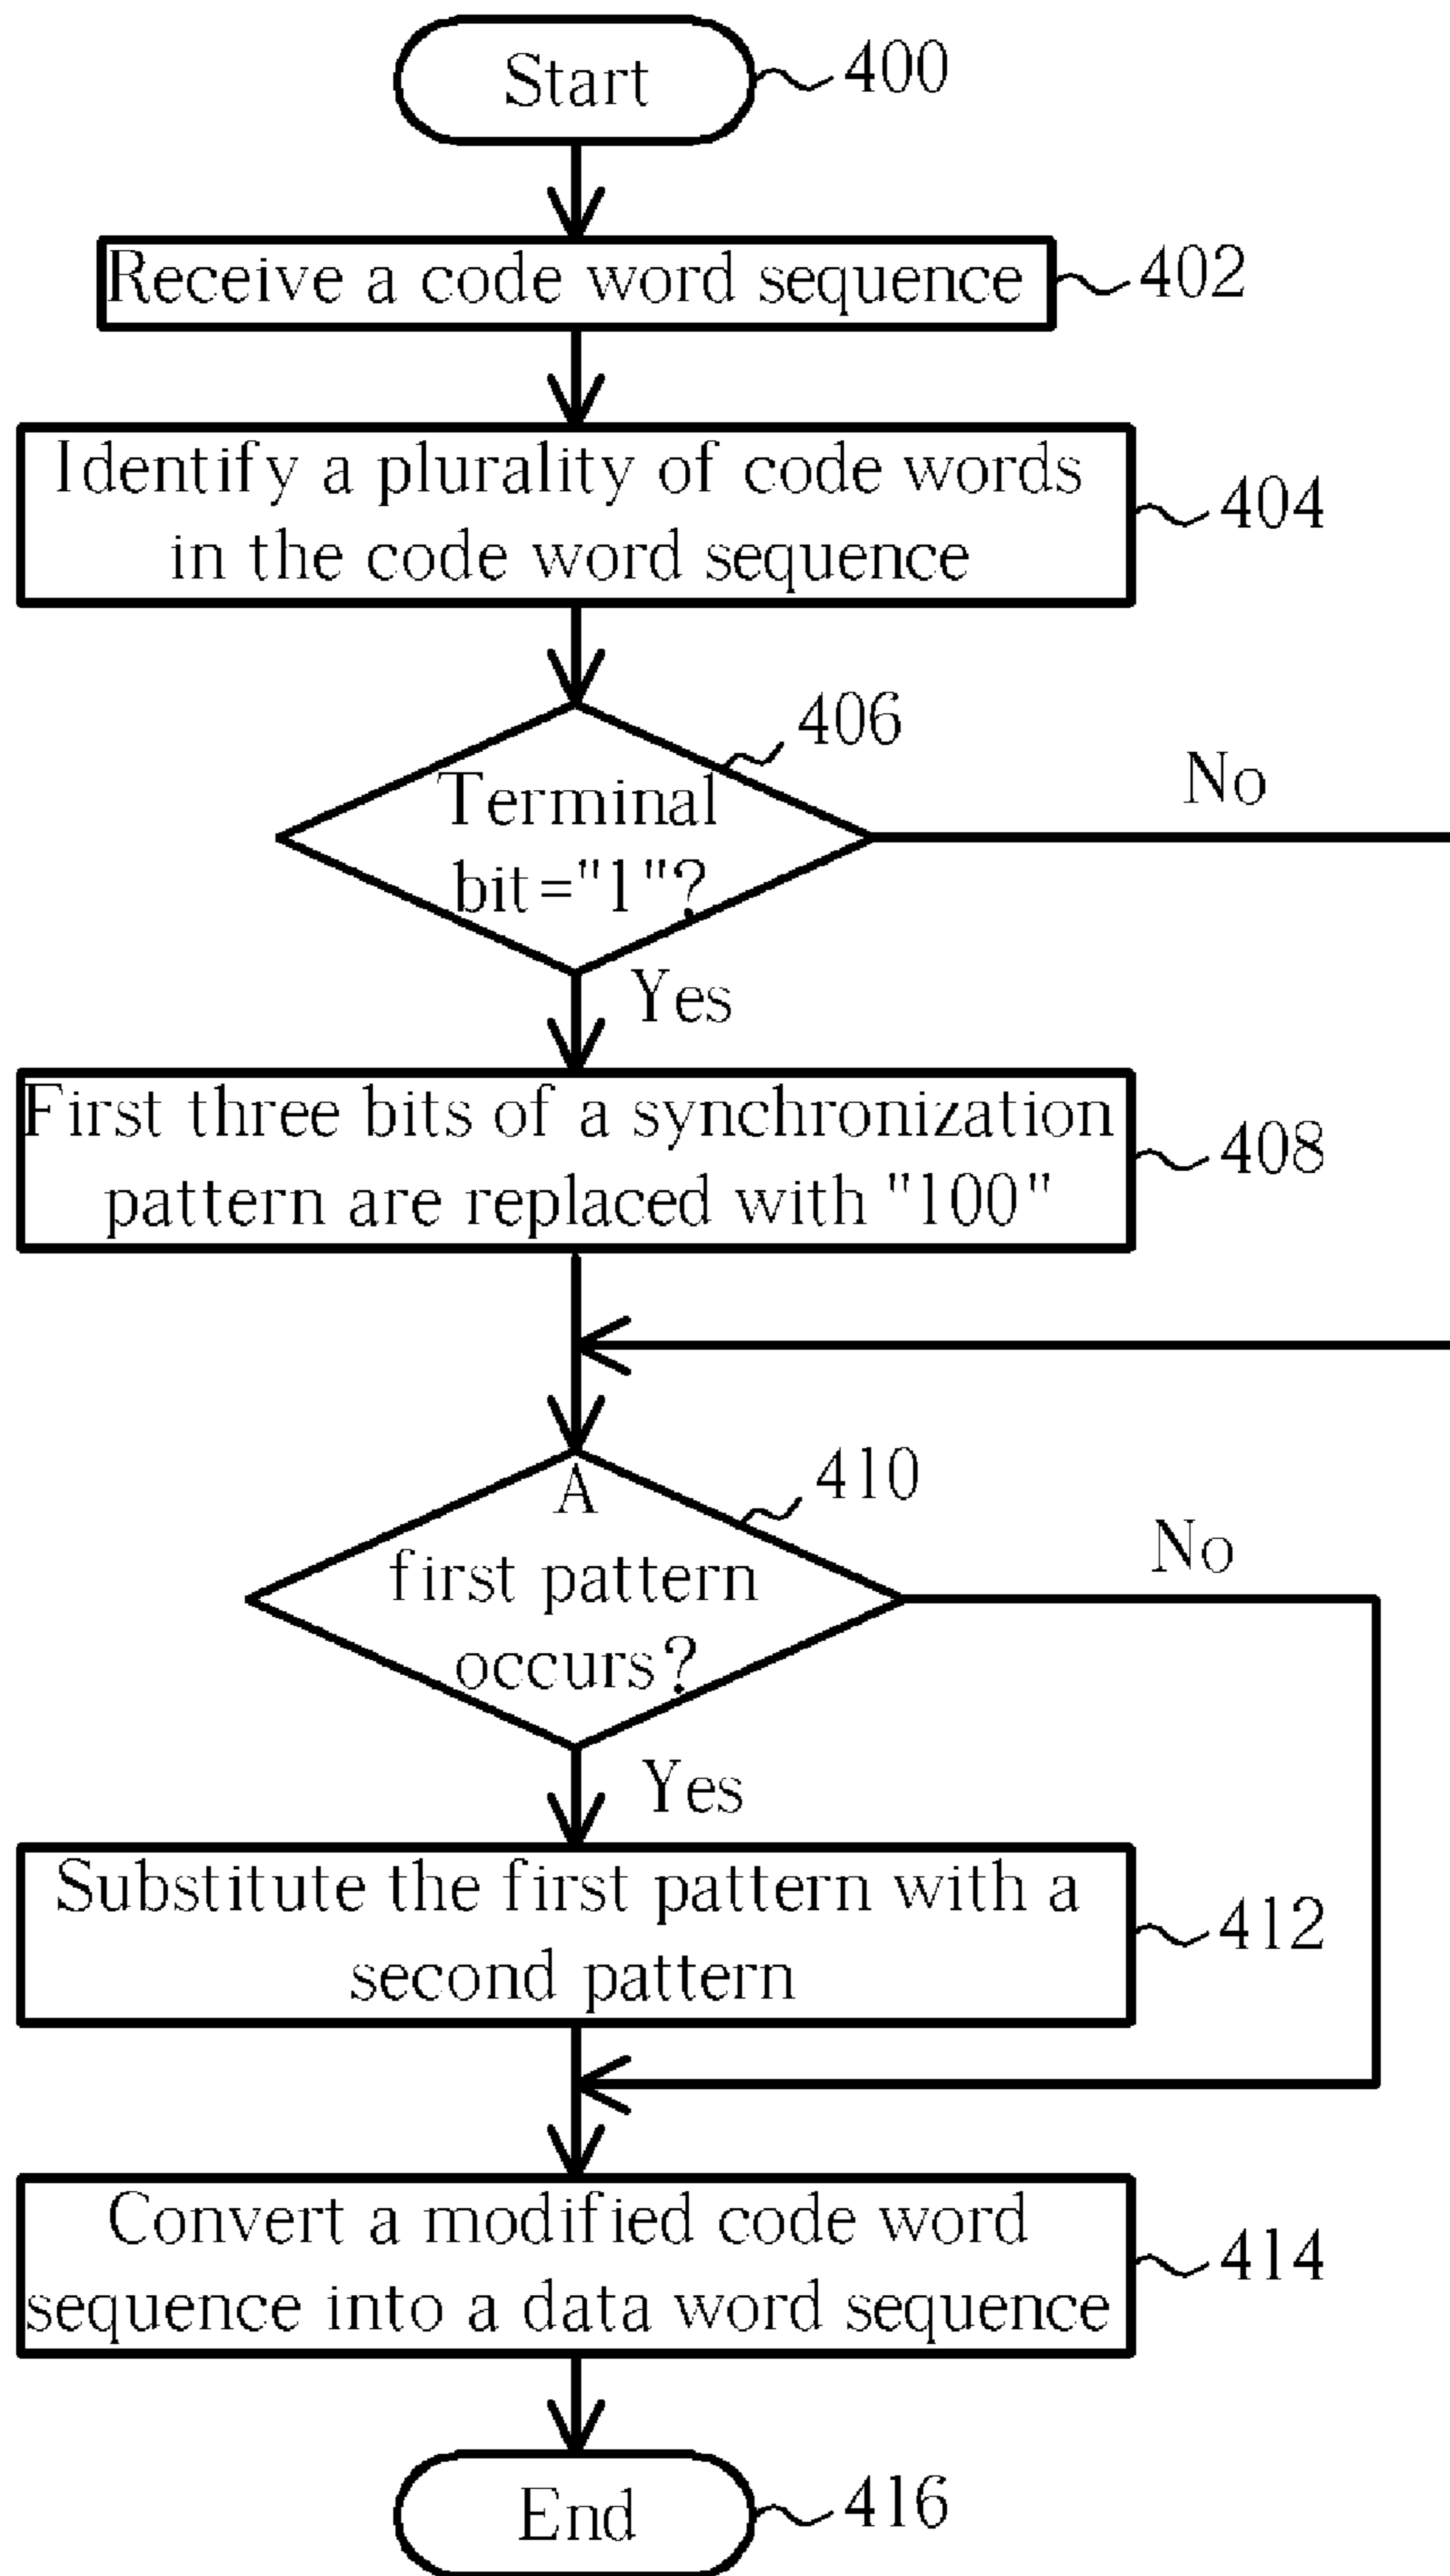 Start
400
Receive a code word sequence
402
Identify a plurality of code words
in the code word sequence
404
406
Terminal
bit="1"?
No
Yes
First three bits of a synchronization
pattern are replaced with "100"
408
410
A
first pattern
occurs?
No
Yes
Substitute the first pattern with a
second pattern
412
Convert a modified code word
sequence into a data word sequence
414
End
416